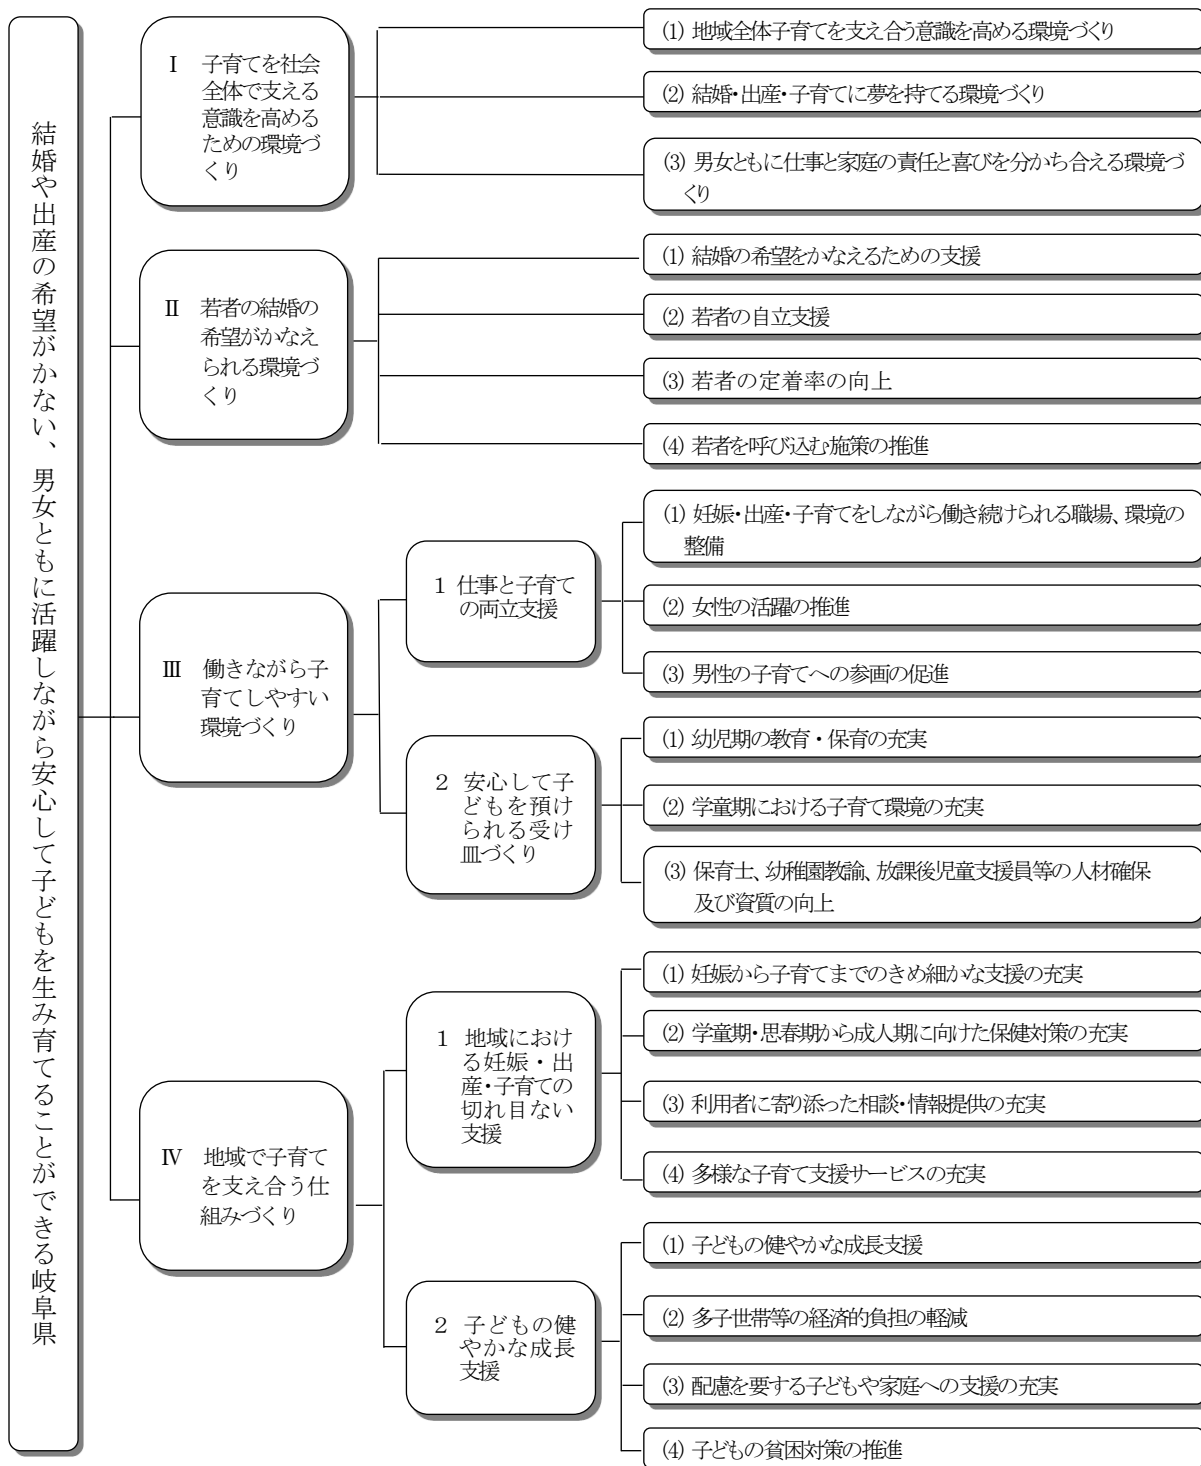 結婚や出産の希望がかない、男女ともに活躍しながら安心して子どもを生み育てることができる岐阜県
Ⅰ 子育てを社会
全体で支える
意識を高める
ための環境づ
くり
(1) 地域全体子育てを支え合う意識を高める環境づくり
(2) 結婚・出産・子育てに夢を持てる環境づくり
(3) 男女ともに仕事と家庭の責任と喜びを分かち合える環境づ
くり
Ⅱ 若者の結婚の
希望がかなえ
られる環境づ
くり
(1) 結婚の希望をかなえるための支援
(2) 若者の自立支援
(3) 若者の定着率の向上
(4) 若者を呼び込む施策の推進
Ⅲ 働きながら子
育てしやすい
環境づくり
1 仕事と子育て
の両立支援
(1) 妊娠・出産・子育てをしながら働き続けられる職場、環境の
整備
(2) 女性の活躍の推進
(3) 男性の子育てへの参画の促進
2 安心して子
どもを預け
られる受け
皿づくり
(1) 幼児期の教育・保育の充実
(2) 学童期における子育て環境の充実
(3) 保育士、幼稚園教諭、放課後児童支援員等の人材確保
及び資質の向上
Ⅳ 地域で子育て
を支え合う仕
組みづくり
1 地域におけ
る妊娠・出
産・子育ての
切れ目ない
支援
(1) 妊娠から子育てまでのきめ細かな支援の充実
(2) 学童期・思春期から成人期に向けた保健対策の充実
(3) 利用者に寄り添った相談・情報提供の充実
(4) 多様な子育て支援サービスの充実
2 子どもの健
やかな成長
支援
(1) 子どもの健やかな成長支援
(2) 多子世帯等の経済的負担の軽減
(3) 配慮を要する子どもや家庭への支援の充実
(4) 子どもの貧困対策の推進